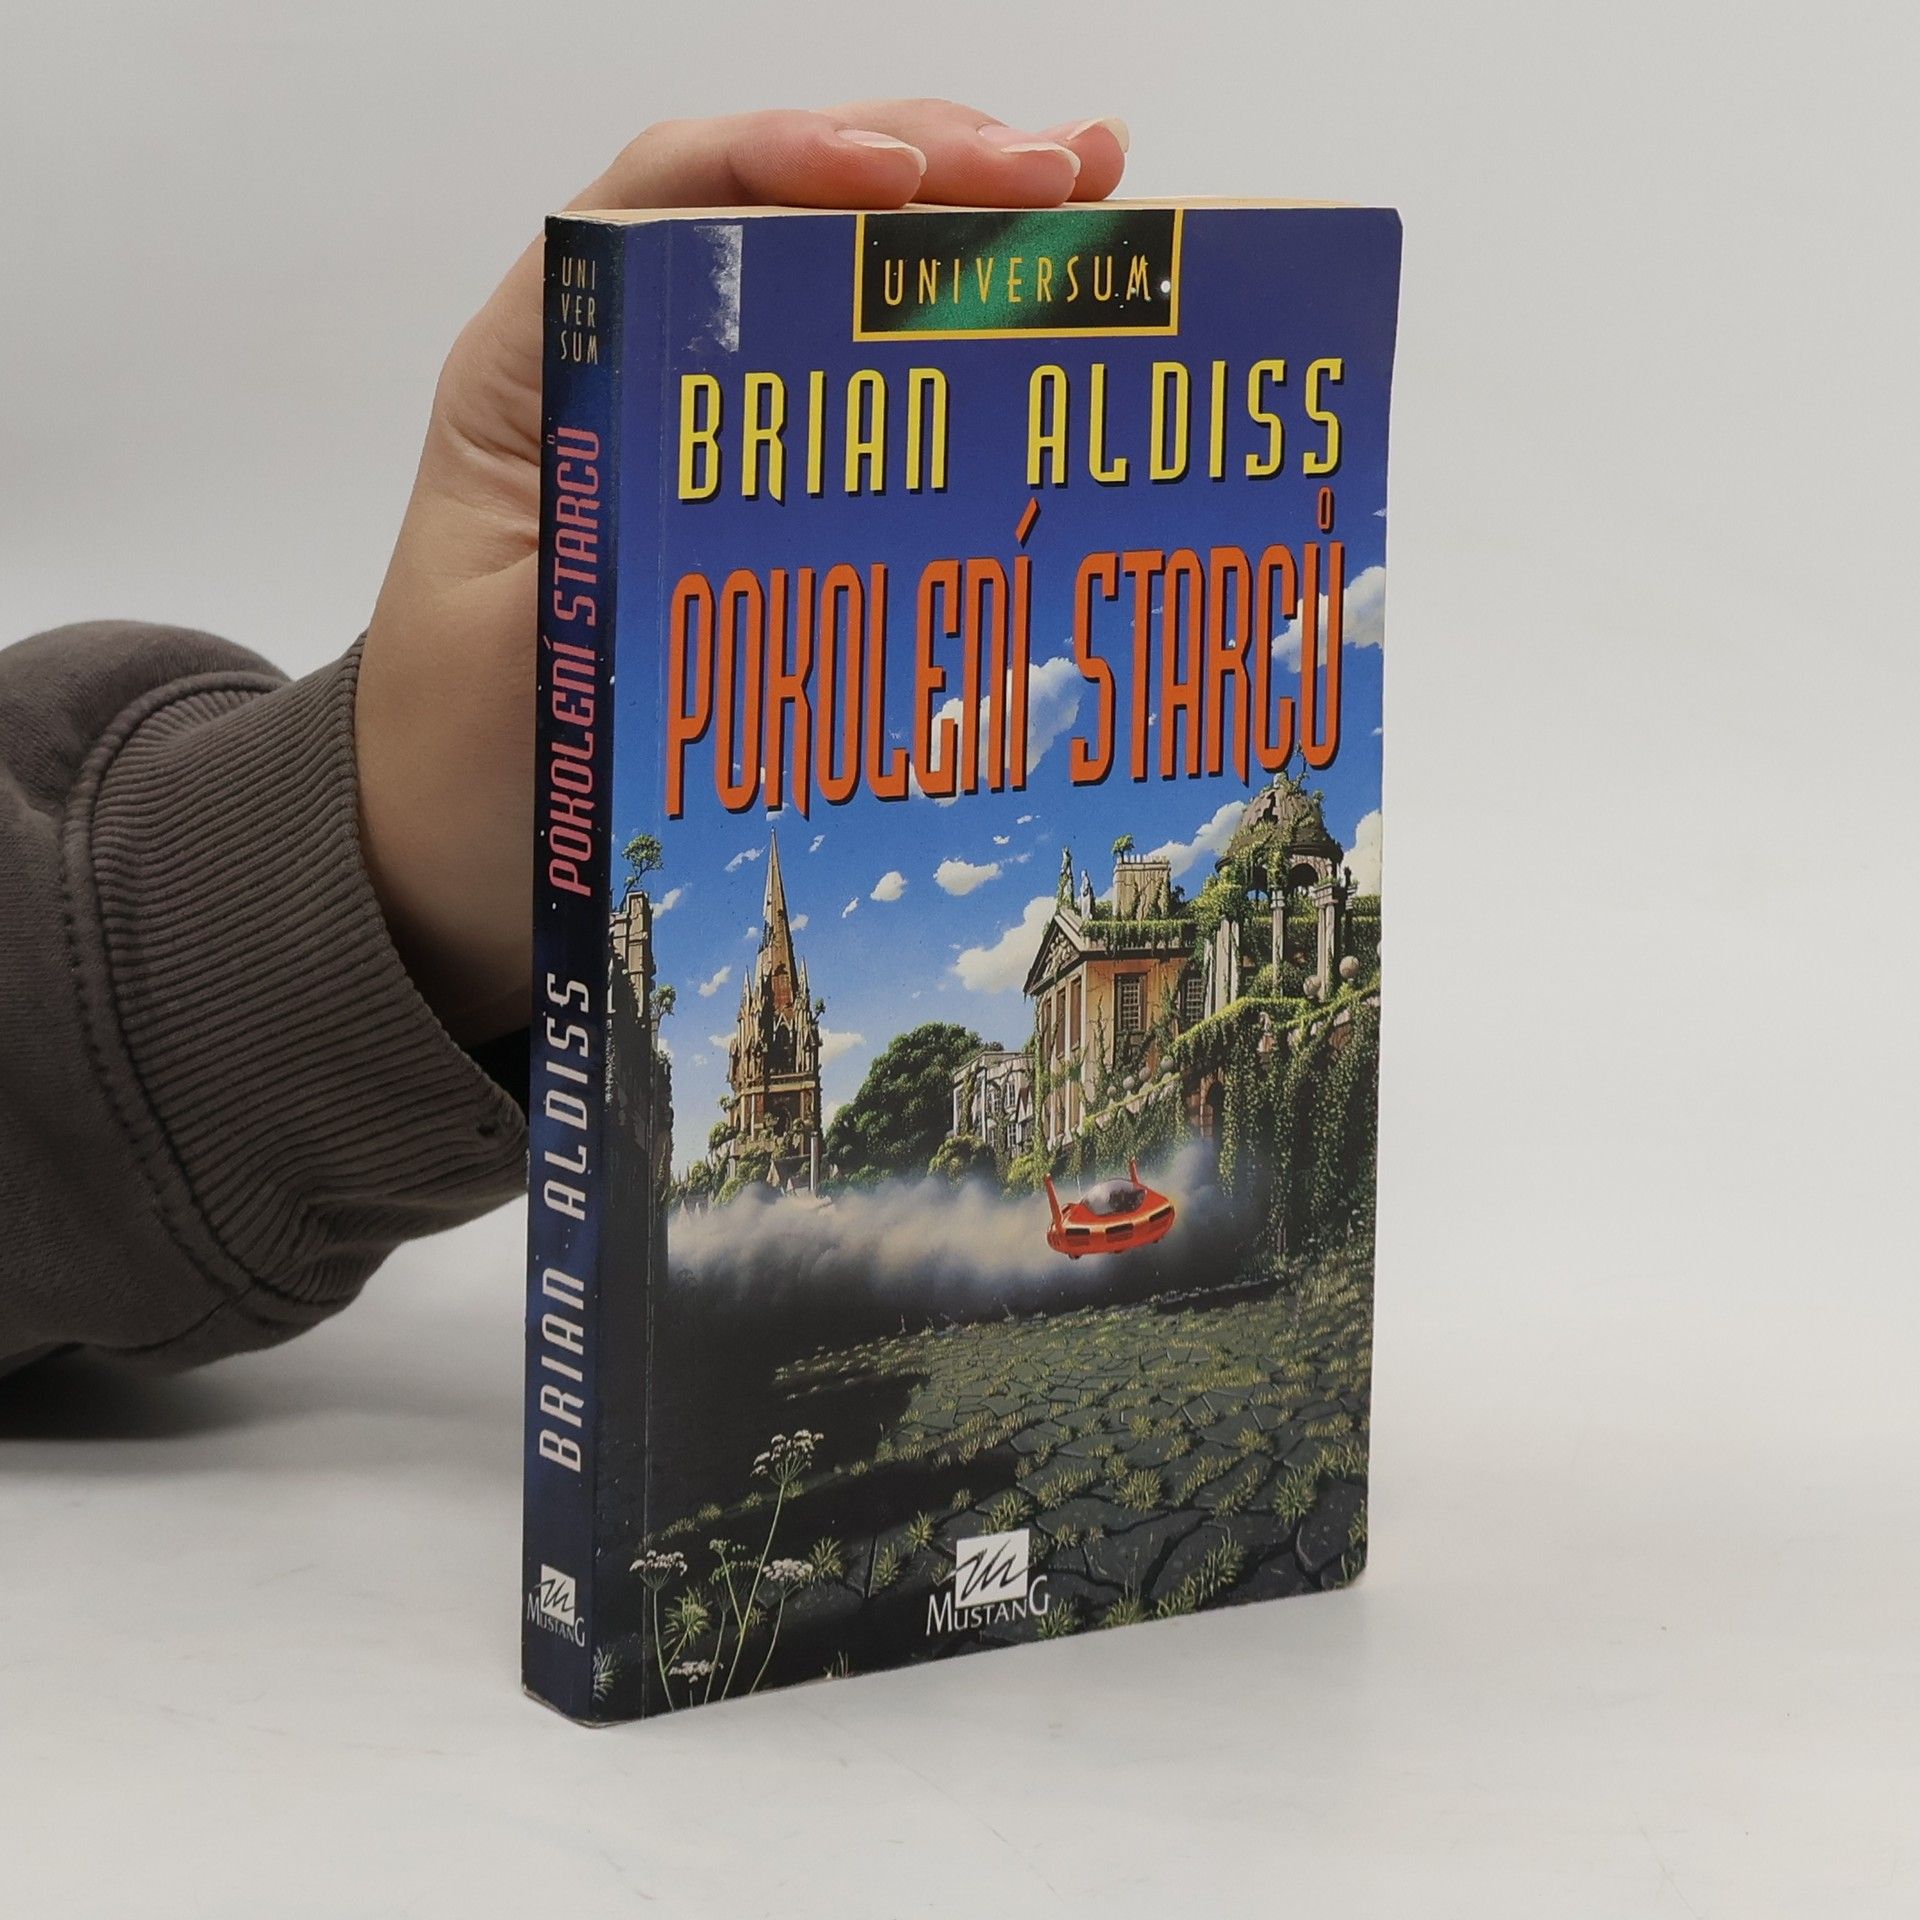 UNIVERSUM
BRIAN ALDISS
POKOLENÍ STARCŮ
MUSTANG
UNI
VER
SUM
BRIAN ALDISS POKOLENÍ STARCŮ
MUSTANG